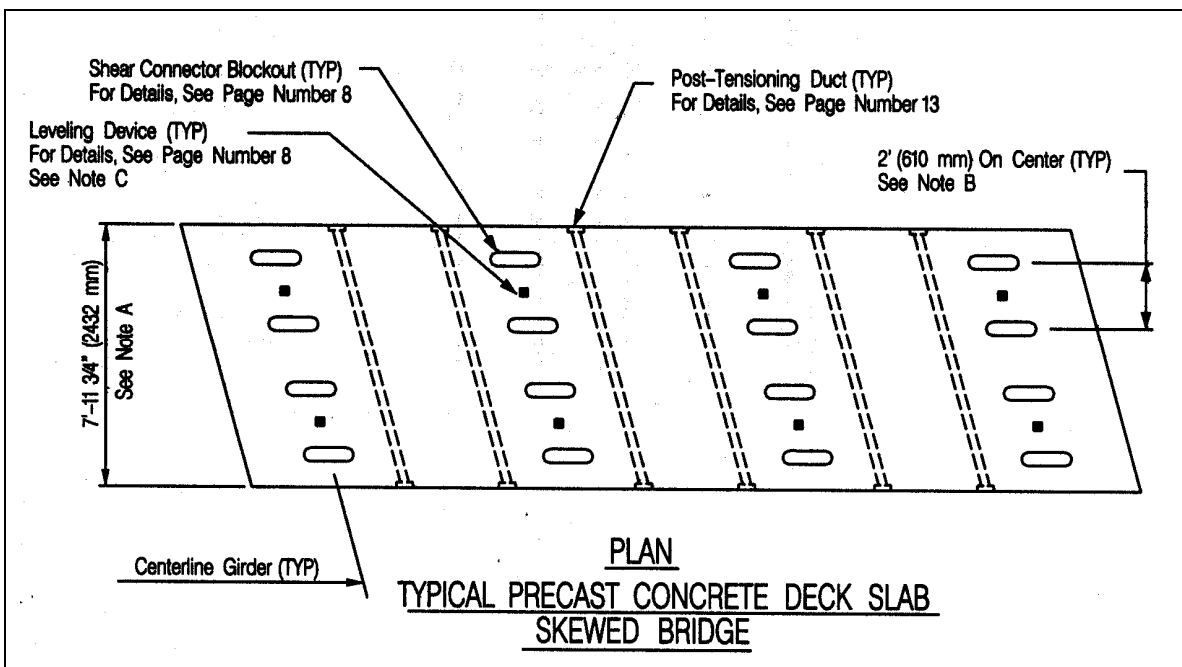 Shear Connector Blockout (TYP)
For Details, See Page Number 8
Leveling Device (TYP)
For Details, See Page Number 8
See Note C
Post-Tensioning Duct (TYP)
For Details, See Page Number 13
2' (610 mm) On Center (TYP)
See Note B
7'-11 3/4" (2432 mm)
See Note A
Centerline Girder (TYP)
PLAN
TYPICAL PRECAST CONCRETE DECK SLAB
SKEWED BRIDGE